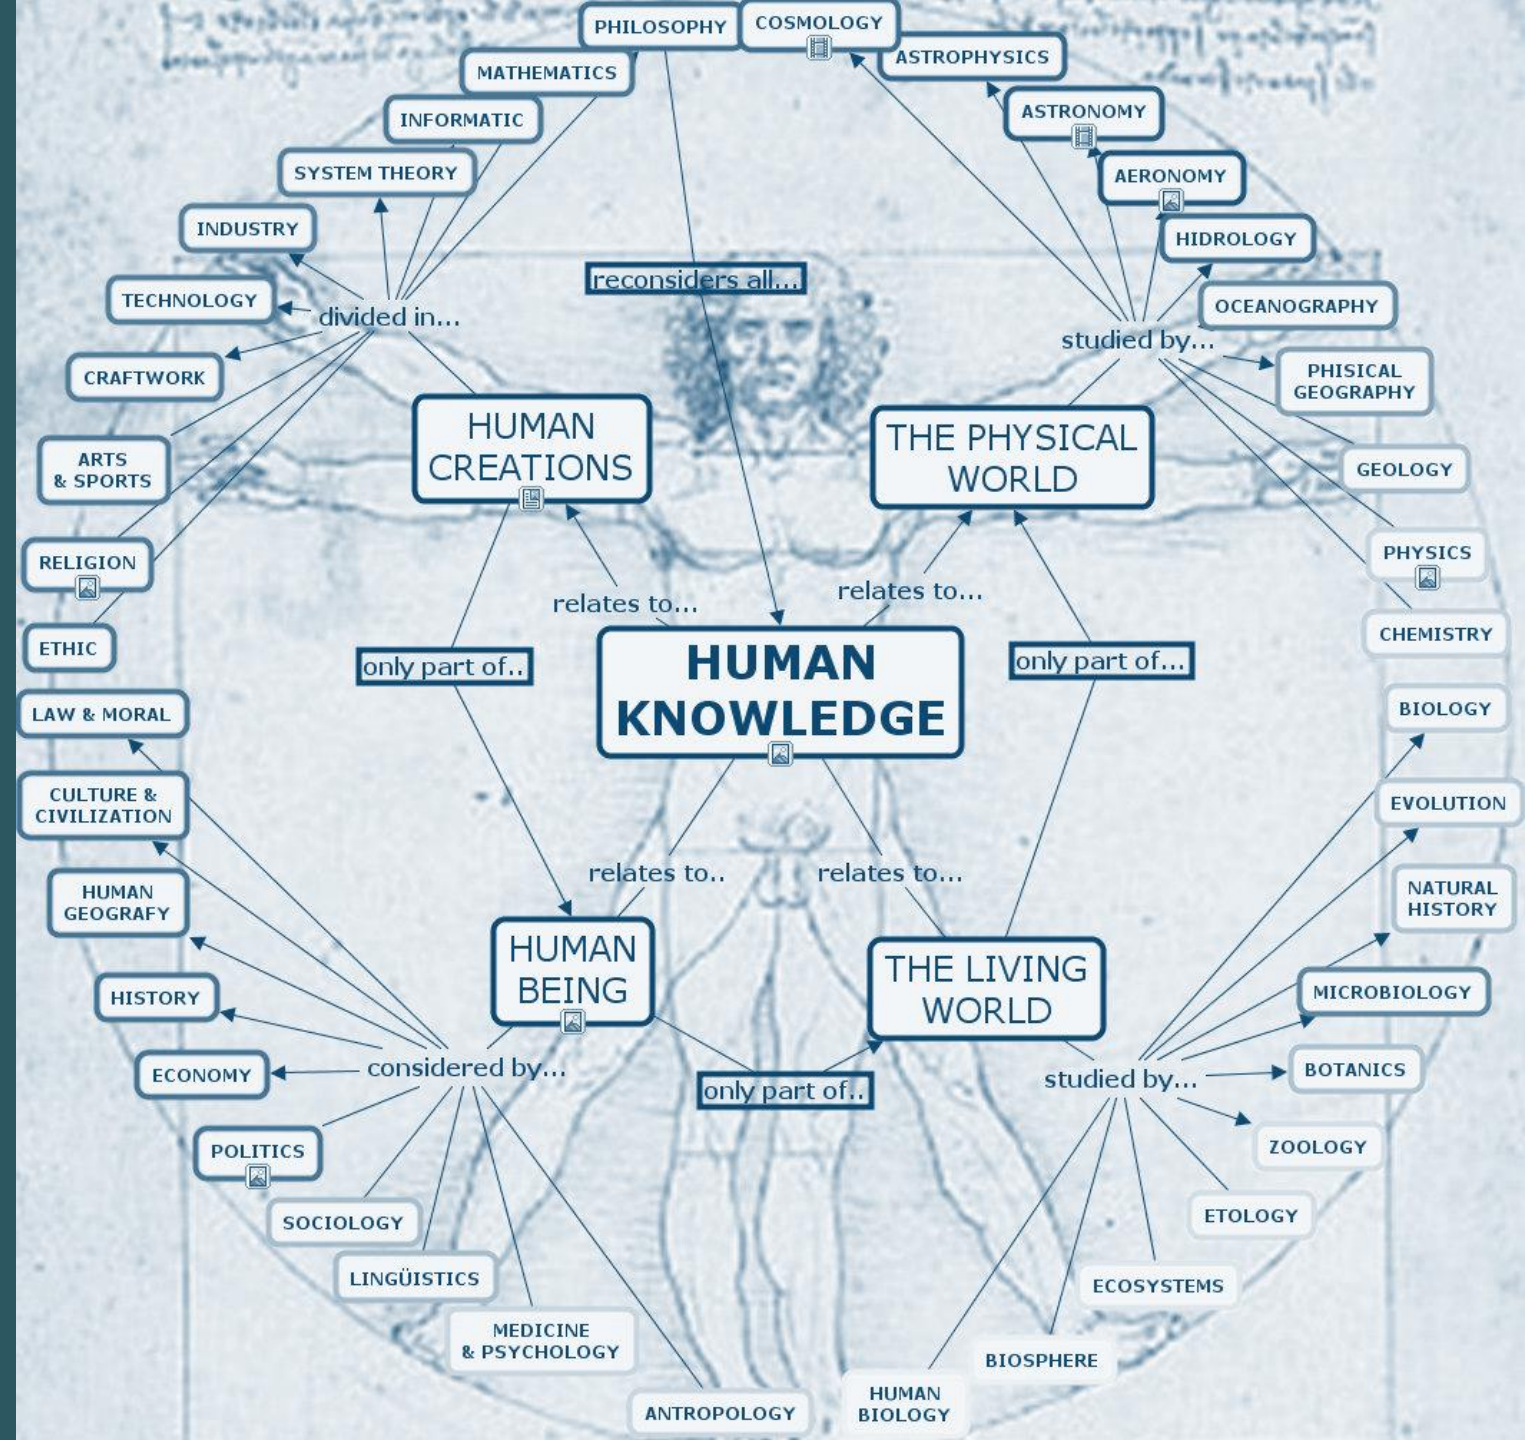 PHILOSOPHY
COSMOLOGY
ASTROPHYSICS
MATHEMATICS
ASTRONOMY
INFORMATIC
AERONOMY
SYSTEM THEORY
HIDROLOGY
INDUSTRY
OCEANOGRAPHY
TECHNOLOGY
reconsiders all...
divided in...
studied by...
CRAFTWORK
PHISICAL
GEOGRAPHY
HUMAN
CREATIONS
THE PHYSICAL
WORLD
ARTS
& SPORTS
GEOLOGY
RELIGION
PHYSICS
relates to...
relates to...
ETHIC
CHEMISTRY
only part of..
HUMAN
KNOWLEDGE
only part of...
LAW & MORAL
BIOLOGY
CULTURE &
CIVILIZATION
EVOLUTION
relates to..
relates to...
HUMAN
GEOGRAFY
NATURAL
HISTORY
HUMAN
BEING
THE LIVING
WORLD
HISTORY
MICROBIOLOGY
ECONOMY
considered by...
only part of..
studied by...
BOTANICS
POLITICS
ZOOLOGY
SOCIOLOGY
ETOLOGY
LINGÜISTICS
ECOSYSTEMS
MEDICINE
& PSYCHOLOGY
BIOSPHERE
ANTROPOLOGY
HUMAN
BIOLOGY